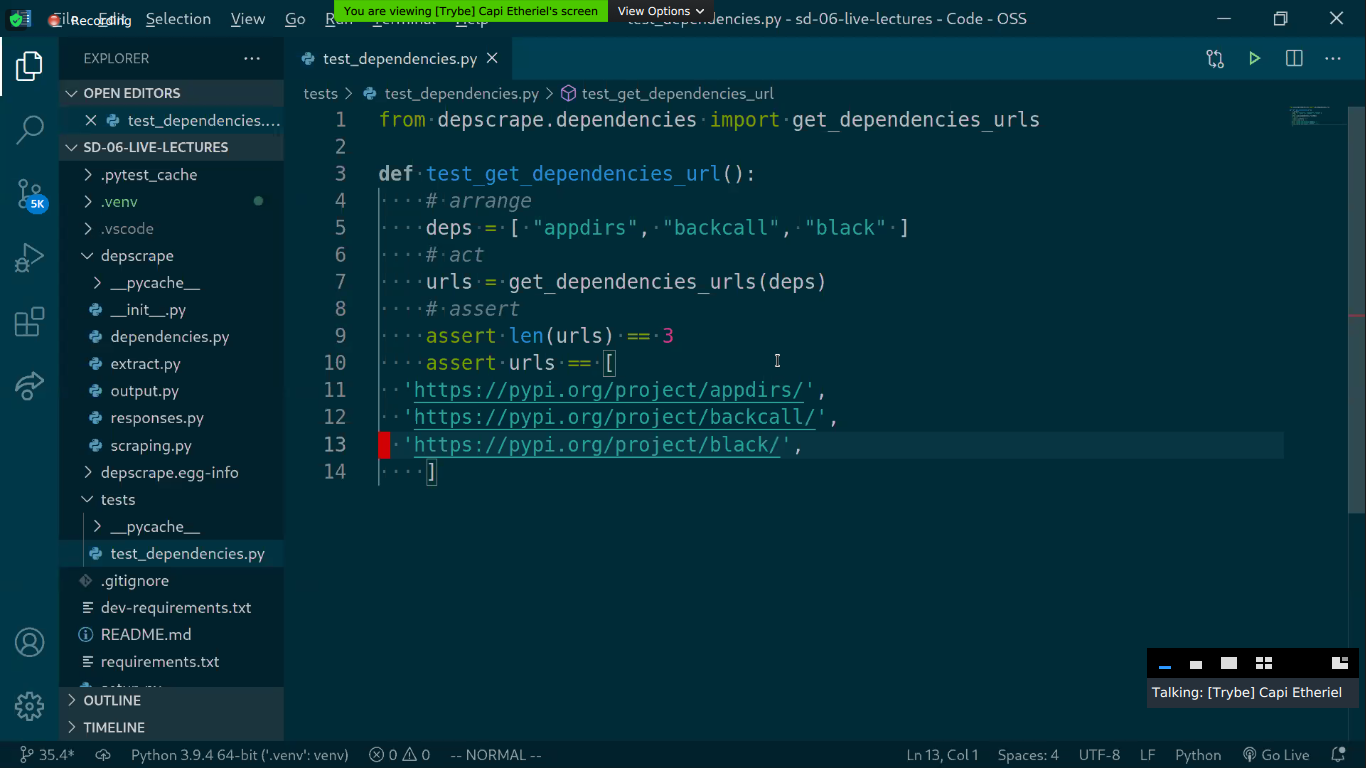 File Edit Selection View Go Run Terminal Help
Recording
You are viewing [Trybe] Capi Etheriel's screen
View Options
test_dependencies.py - sd-06-live-lectures - Code - OSS
EXPLORER
OPEN EDITORS
test_dependencies....
SD-06-LIVE-LECTURES
.pytest_cache
.venv
.vscode
depscrape
__pycache__
__init__.py
dependencies.py
extract.py
output.py
responses.py
scraping.py
depscrape.egg-info
tests
__pycache__
test_dependencies.py
.gitignore
dev-requirements.txt
README.md
requirements.txt
setup.py
OUTLINE
TIMELINE
5K
test_dependencies.py
tests > test_dependencies.py > test_get_dependencies_url
1 from·depscrape.dependencies·import·get_dependencies_urls
2
3 def·test_get_dependencies_url():
4 ····#·arrange
5 ····deps·=·[·"appdirs",·"backcall",·"black"·]
6 ····#·act
7 ····urls·=·get_dependencies_urls(deps)
8 ····#·assert
9 ····assert·len(urls)·==·3
10 ····assert·urls·==·[
11 ··'https://pypi.org/project/appdirs/',
12 ··'https://pypi.org/project/backcall/',
13 ·'https://pypi.org/project/black/',
14 ····]
Talking: [Trybe] Capi Etheriel
35.4* Python 3.9.4 64-bit ('.venv': venv) 0 0 -- NORMAL -- Ln 13, Col 1 Spaces: 4 UTF-8 LF Python Go Live